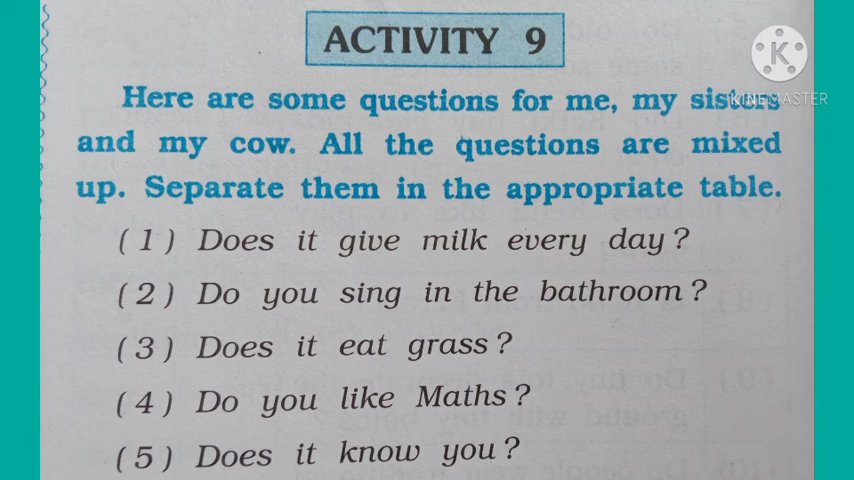 ACTIVITY 9
Here are some questions for me, my sisters
and my cow. All the questions are mixed
up. Separate them in the appropriate table.
(1) Does it give milk every day?
(2) Do you sing in the bathroom?
(3) Does it eat grass?
(4) Do you like Maths?
(5) Does it know you?
K
KINEMASTER